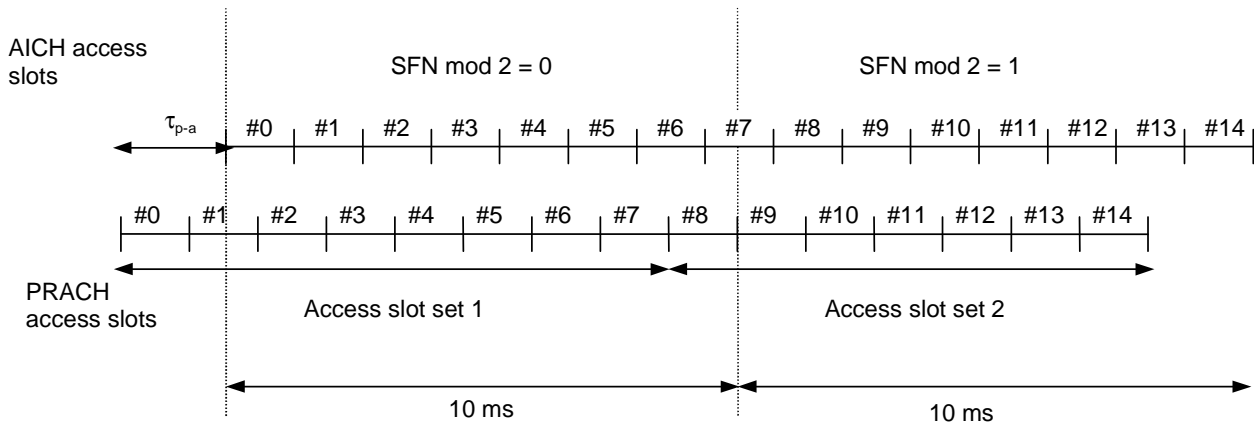 AICH access
slots
SFN mod 2 = 0
SFN mod 2 = 1
τp-a
#0 #1 #2 #3 #4 #5 #6 #7 #8 #9 #10 #11 #12 #13 #14
#0 #1 #2 #3 #4 #5 #6 #7 #8 #9 #10 #11 #12 #13 #14
PRACH
access slots
Access slot set 1
Access slot set 2
10 ms
10 ms